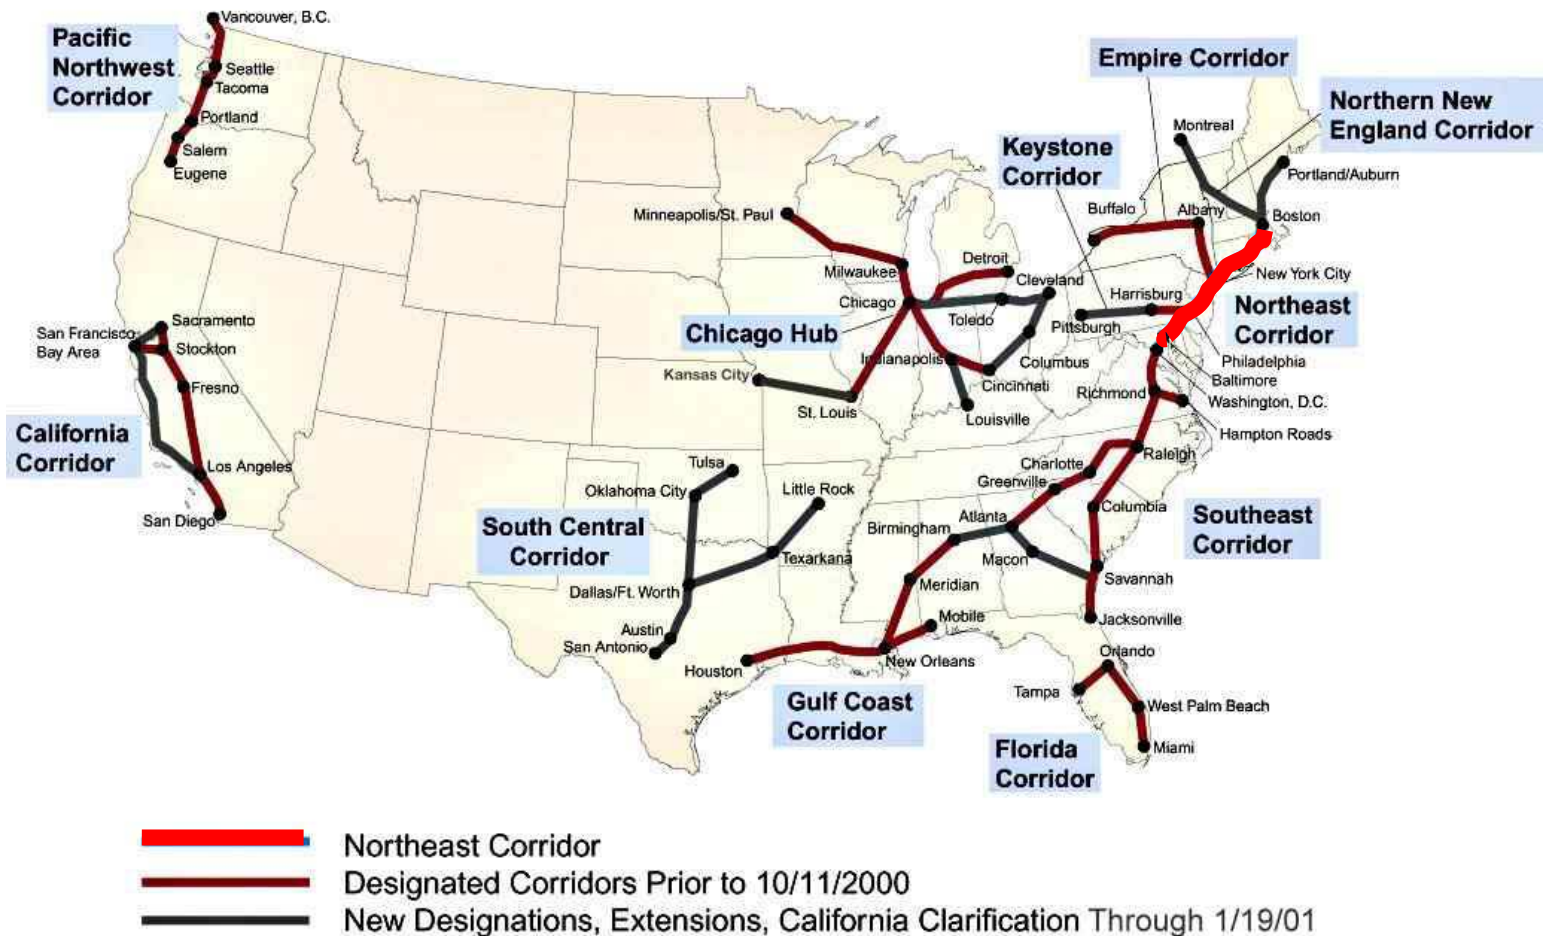 Vancouver, B.C.
Pacific
Northwest
Corridor
Seattle
Tacoma
Portland
Salem
Eugene
Empire Corridor
Northern New
England Corridor
Montreal
Keystone
Corridor
Portland/Auburn
Buffalo
Albany
Boston
Minneapolis/St. Paul
Milwaukee
Detroit
Cleveland
New York City
Chicago
Harrisburg
Toledo
Pittsburgh
Northeast
Corridor
Chicago Hub
Sacramento
San Francisco
Bay Area
Stockton
Fresno
Indianapolis
Columbus
Philadelphia
Kansas City
Cincinnati
Baltimore
Richmond
Washington, D.C.
St. Louis
Louisville
Hampton Roads
California
Corridor
Los Angeles
San Diego
Tulsa
Oklahoma City
Little Rock
Charlotte
Raleigh
Greenville
Columbia
South Central
Corridor
Birmingham
Atlanta
Southeast
Corridor
Texarkana
Macon
Savannah
Dallas/Ft. Worth
Meridian
Mobile
Jacksonville
Austin
San Antonio
Houston
New Orleans
Orlando
Tampa
West Palm Beach
Gulf Coast
Corridor
Miami
Florida
Corridor
Northeast Corridor
Designated Corridors Prior to 10/11/2000
New Designations, Extensions, California Clarification Through 1/19/01